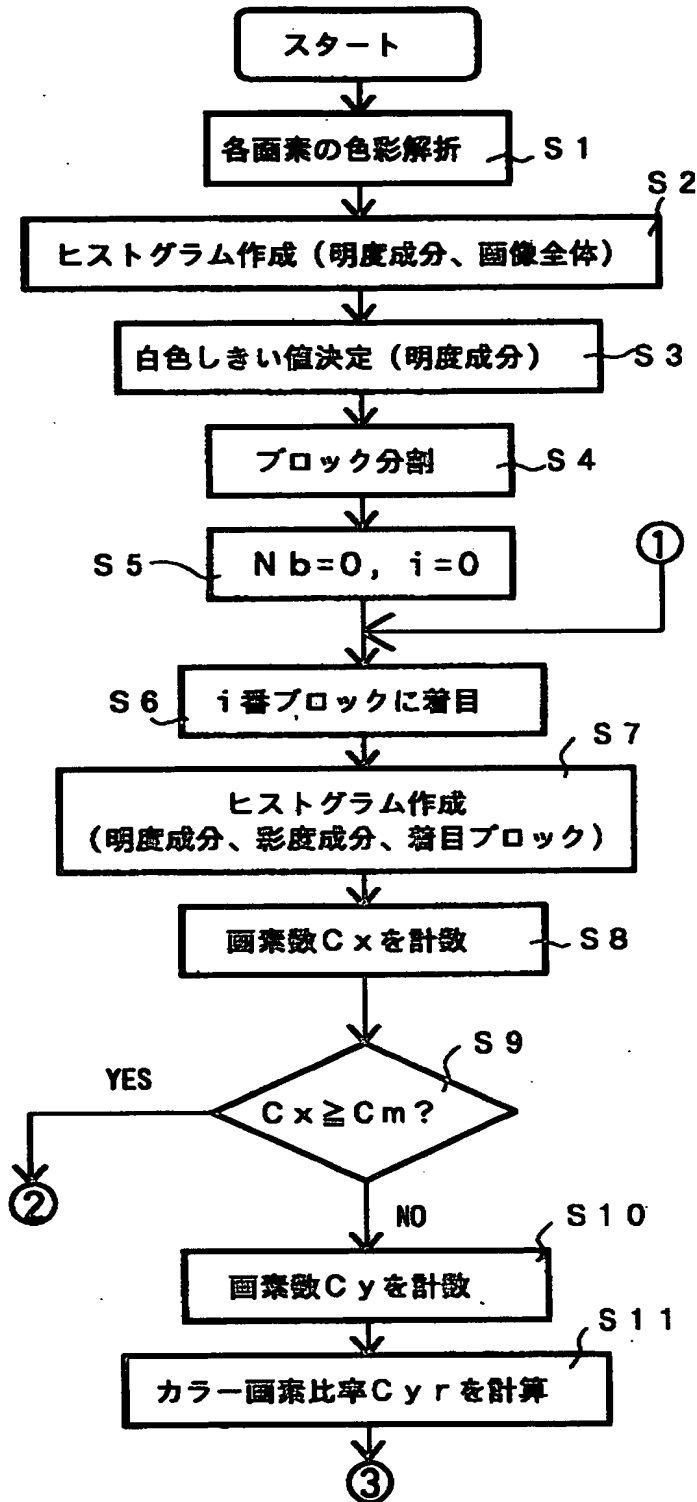 スタート
各画素の色彩解折 S1
S2
ヒストグラム作成（明度成分、画像全体）
白色しきい値決定（明度成分） S3
ブロック分割 S4
①
S5 Nb=0, i=0
S6 i番ブロックに着目
S7
ヒストグラム作成
（明度成分、彩度成分、着目ブロック）
画素数Cxを計数 S8
S9
YES
Cx≧Cm?
②
NO
S10
画素数Cyを計数
S11
カラー画素比率Cyrを計算
③